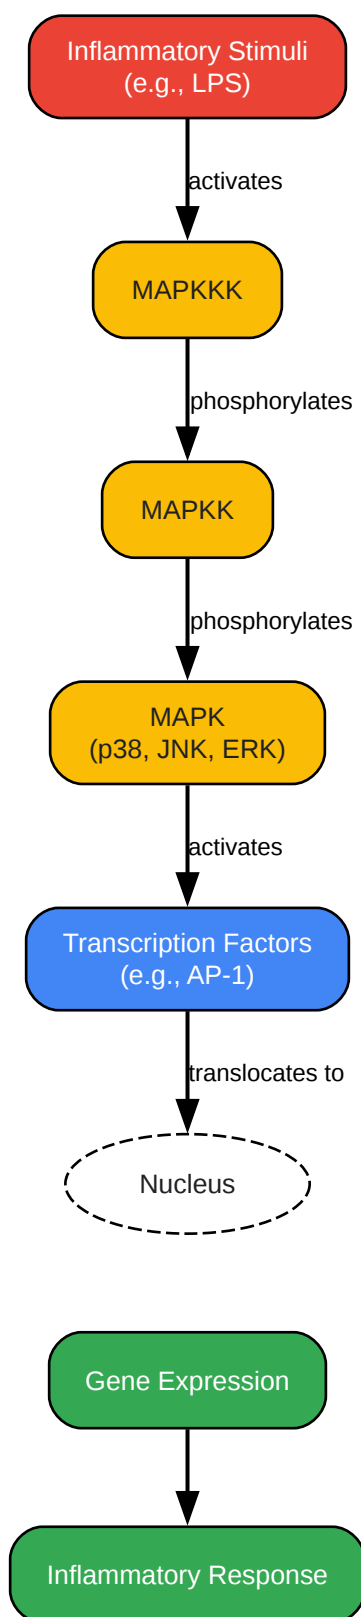 Inflammatory Stimuli
(e.g., LPS)
activates
MAPKKK
phosphorylates
MAPKK
phosphorylates
MAPK
(p38, JNK, ERK)
activates
Transcription Factors
(e.g., AP-1)
translocates to
Nucleus
Gene Expression
Inflammatory Response